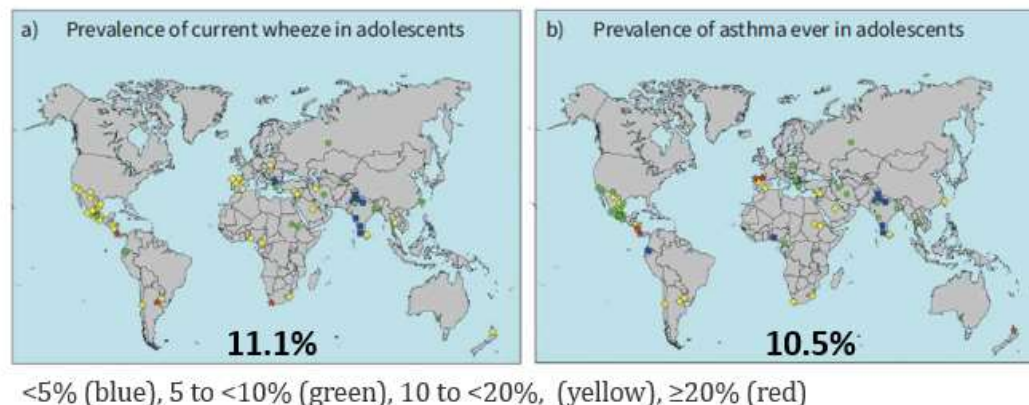 a) Prevalence of current wheeze in adolescents
11.1%
b) Prevalence of asthma ever in adolescents
10.5%
<5% (blue), 5 to <10% (green), 10 to <20%, (yellow), ≥20% (red)